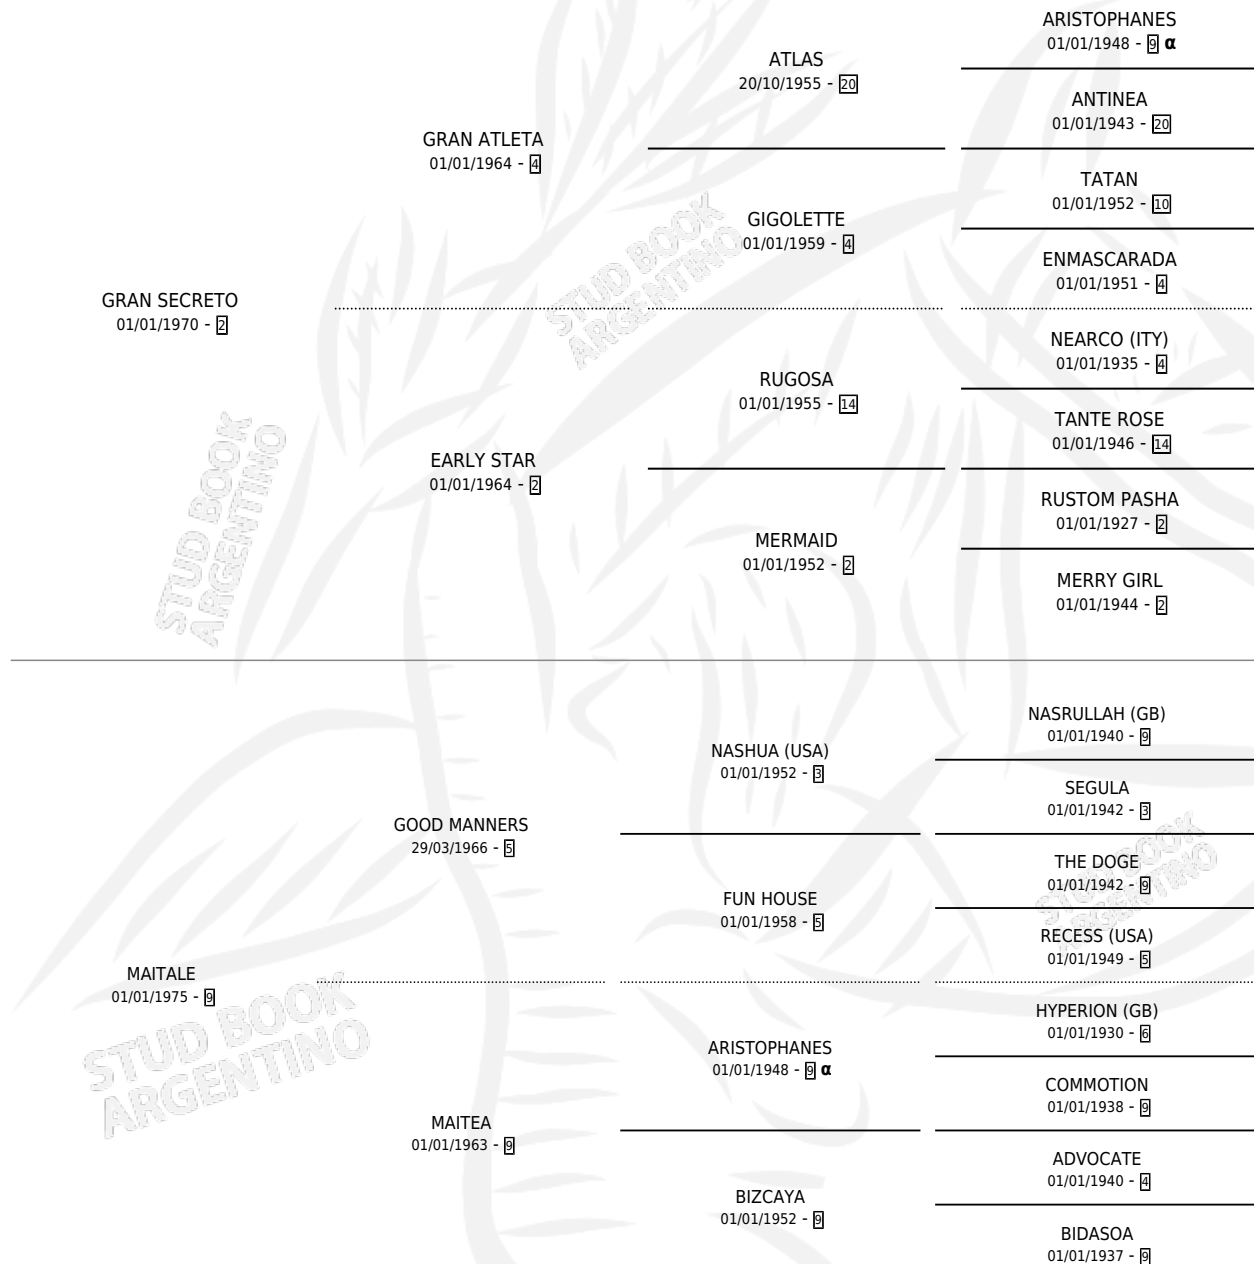 ARISTOPHANES
01/01/1948 - 9 α
ATLAS
20/10/1955 - 20
ANTINEA
01/01/1943 - 20
GRAN ATLETA
01/01/1964 - 4
TATAN
01/01/1952 - 10
GIGOLETTE
01/01/1959 - 4
ENMASCARADA
01/01/1951 - 4
GRAN SECRETO
01/01/1970 - 2
STUD BOOK
ARGENTINO
NEARCO (ITY)
01/01/1935 - 4
RUGOSA
01/01/1955 - 14
TANTE ROSE
01/01/1946 - 14
EARLY STAR
01/01/1964 - 2
RUSTOM PASHA
01/01/1927 - 2
MERMAID
01/01/1952 - 2
MERRY GIRL
01/01/1944 - 2
STUD BOOK
ARGENTINO
NASRULLAH (GB)
01/01/1940 - 9
NASHUA (USA)
01/01/1952 - 3
SEGULA
01/01/1942 - 3
GOOD MANNERS
29/03/1966 - 5
THE DOGE
01/01/1942 - 9
STUD BOOK
ARGENTINO
FUN HOUSE
01/01/1958 - 5
RECESS (USA)
01/01/1949 - 5
MAITALE
01/01/1975 - 9
STUD BOOK
ARGENTINO
HYPERION (GB)
01/01/1930 - 6
ARISTOPHANES
01/01/1948 - 9 α
COMMOTION
01/01/1938 - 9
MAITEA
01/01/1963 - 9
ADVOCATE
01/01/1940 - 4
BIZCAYA
01/01/1952 - 9
BIDASOA
01/01/1937 - 9